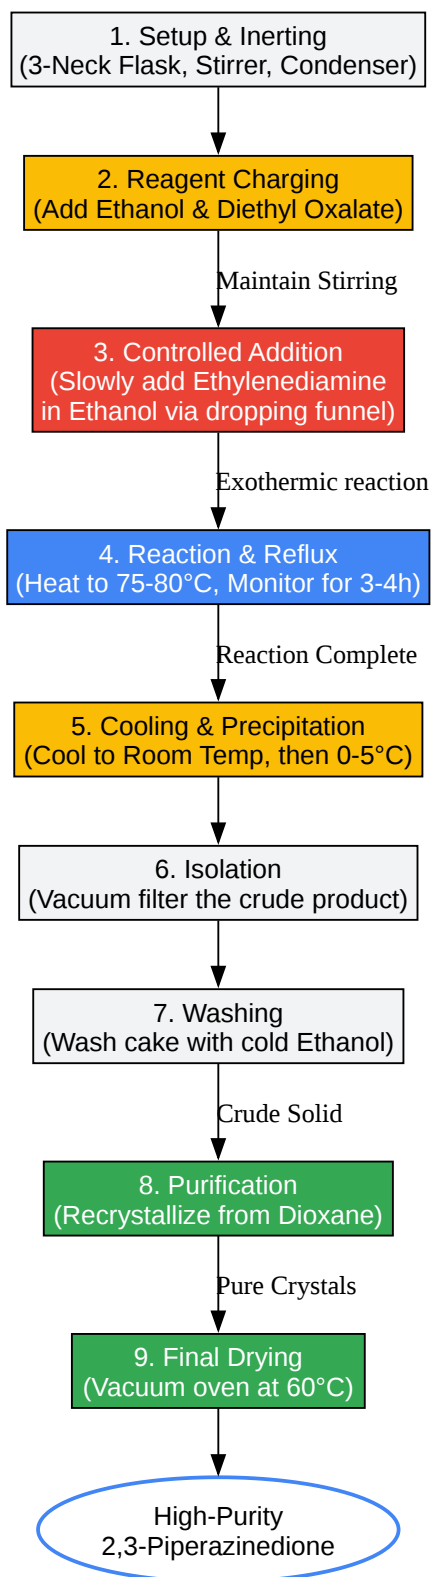 1. Setup & Inerting
(3-Neck Flask, Stirrer, Condenser)
2. Reagent Charging
(Add Ethanol & Diethyl Oxalate)
Maintain Stirring
3. Controlled Addition
(Slowly add Ethylenediamine
in Ethanol via dropping funnel)
Exothermic reaction
4. Reaction & Reflux
(Heat to 75-80°C, Monitor for 3-4h)
Reaction Complete
5. Cooling & Precipitation
(Cool to Room Temp, then 0-5°C)
6. Isolation
(Vacuum filter the crude product)
7. Washing
(Wash cake with cold Ethanol)
Crude Solid
8. Purification
(Recrystallize from Dioxane)
Pure Crystals
9. Final Drying
(Vacuum oven at 60°C)
High-Purity
2,3-Piperazinedione